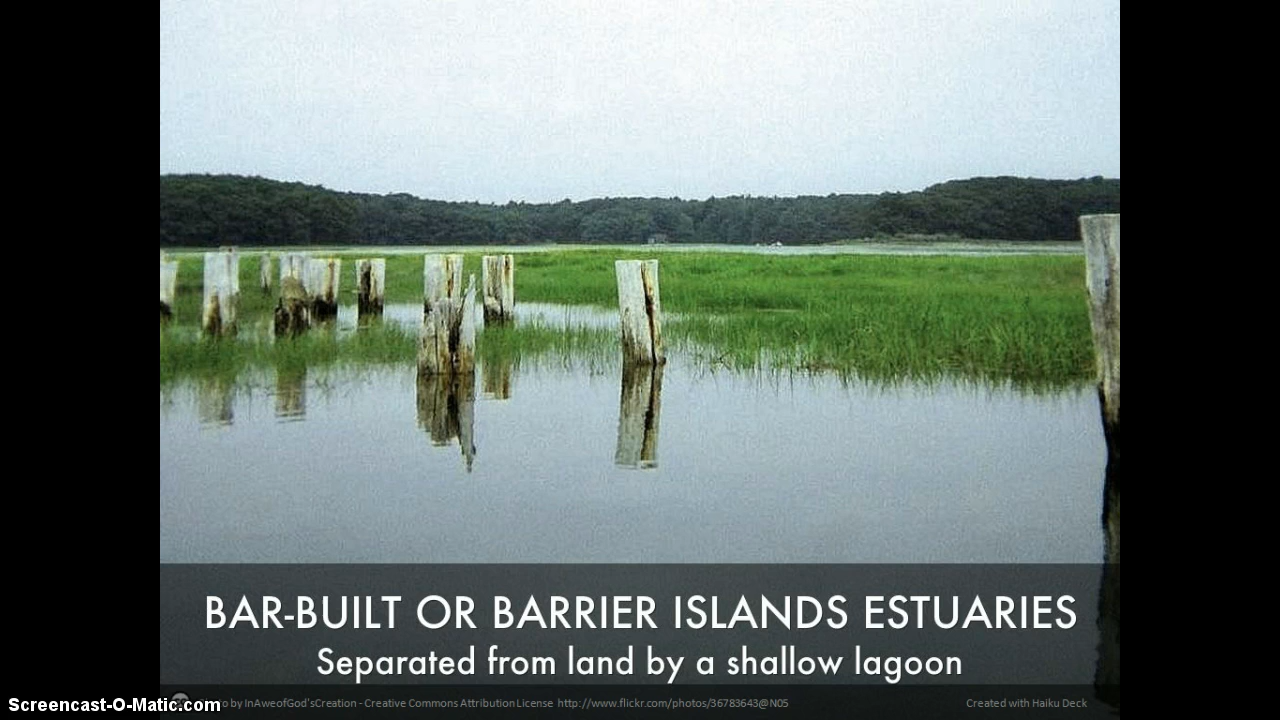 BAR-BUILT OR BARRIER ISLANDS ESTUARIES
Separated from land by a shallow lagoon
Screencast-O-Matic.com
by InAweofGod'sCreation - Creative Commons Attribution License http://www.flickr.com/photos/36783643@N05
Created with Haiku Deck